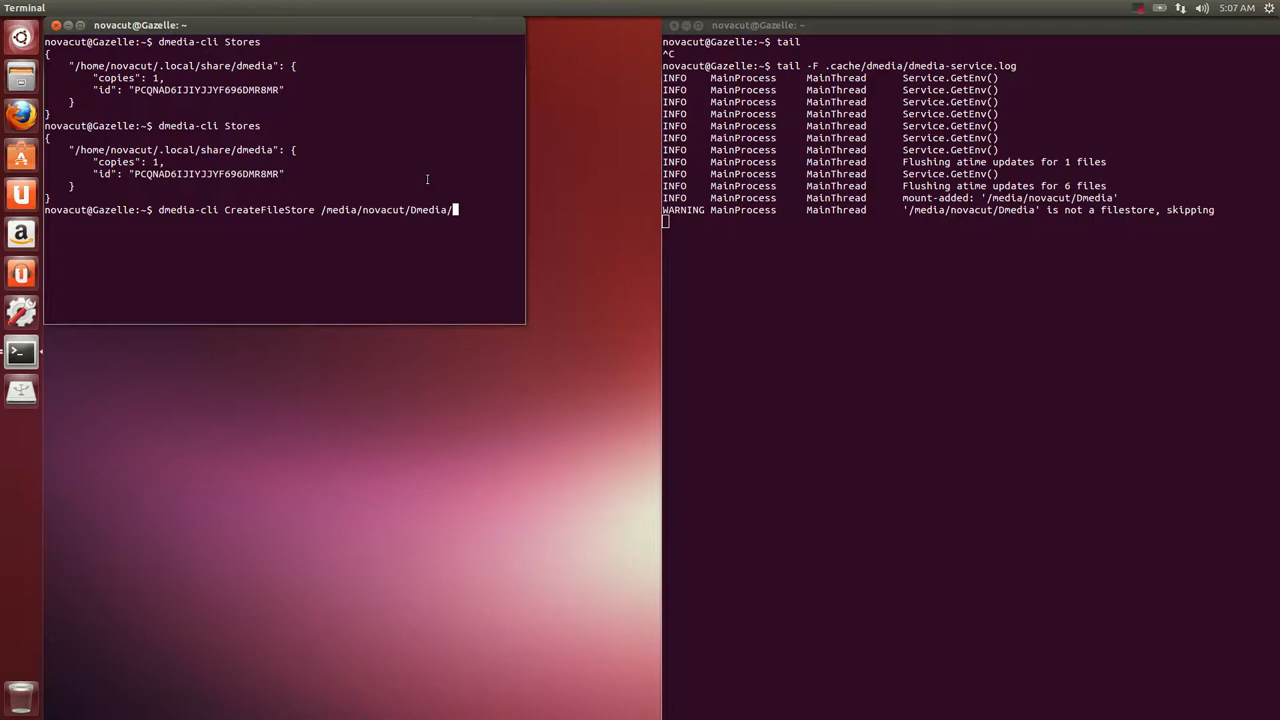 Terminal
5:07 AM
novacut@Gazelle: ~
novacut@Gazelle:~$ dmedia-cli Stores
{
"/home/novacut/.local/share/dmedia": {
"copies": 1,
"id": "PCQNAD6IJIYJJYF696DMR8MR"
}
}
novacut@Gazelle:~$ dmedia-cli Stores
{
"/home/novacut/.local/share/dmedia": {
"copies": 1,
"id": "PCQNAD6IJIYJJYF696DMR8MR"
}
}
novacut@Gazelle:~$ dmedia-cli CreateFileStore /media/novacut/Dmedia/
novacut@Gazelle: ~
novacut@Gazelle:~$ tail
^C
novacut@Gazelle:~$ tail -F .cache/dmedia/dmedia-service.log
INFO MainProcess MainThread Service.GetEnv()
INFO MainProcess MainThread Service.GetEnv()
INFO MainProcess MainThread Service.GetEnv()
INFO MainProcess MainThread Service.GetEnv()
INFO MainProcess MainThread Service.GetEnv()
INFO MainProcess MainThread Service.GetEnv()
INFO MainProcess MainThread Service.GetEnv()
INFO MainProcess MainThread Flushing atime updates for 1 files
INFO MainProcess MainThread Service.GetEnv()
INFO MainProcess MainThread Flushing atime updates for 6 files
INFO MainProcess MainThread mount-added: '/media/novacut/Dmedia'
WARNING MainProcess MainThread '/media/novacut/Dmedia' is not a filestore, skipping